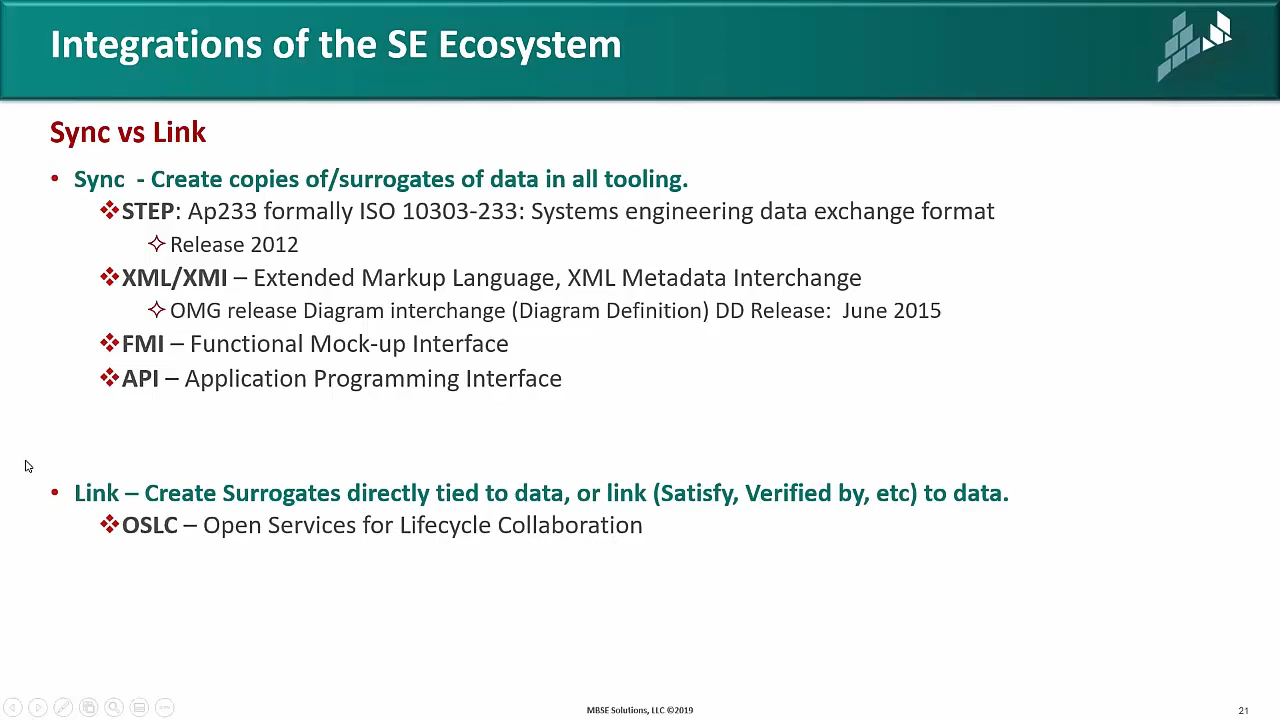 Integrations of the SE Ecosystem
Sync vs Link
• Sync - Create copies of/surrogates of data in all tooling.
❖STEP: Ap233 formally ISO 10303-233: Systems engineering data exchange format
✧Release 2012
❖XML/XMI – Extended Markup Language, XML Metadata Interchange
✧OMG release Diagram interchange (Diagram Definition) DD Release: June 2015
❖FMI – Functional Mock-up Interface
❖API – Application Programming Interface
• Link – Create Surrogates directly tied to data, or link (Satisfy, Verified by, etc) to data.
❖OSLC – Open Services for Lifecycle Collaboration
MBSE Solutions, LLC ©2019
21